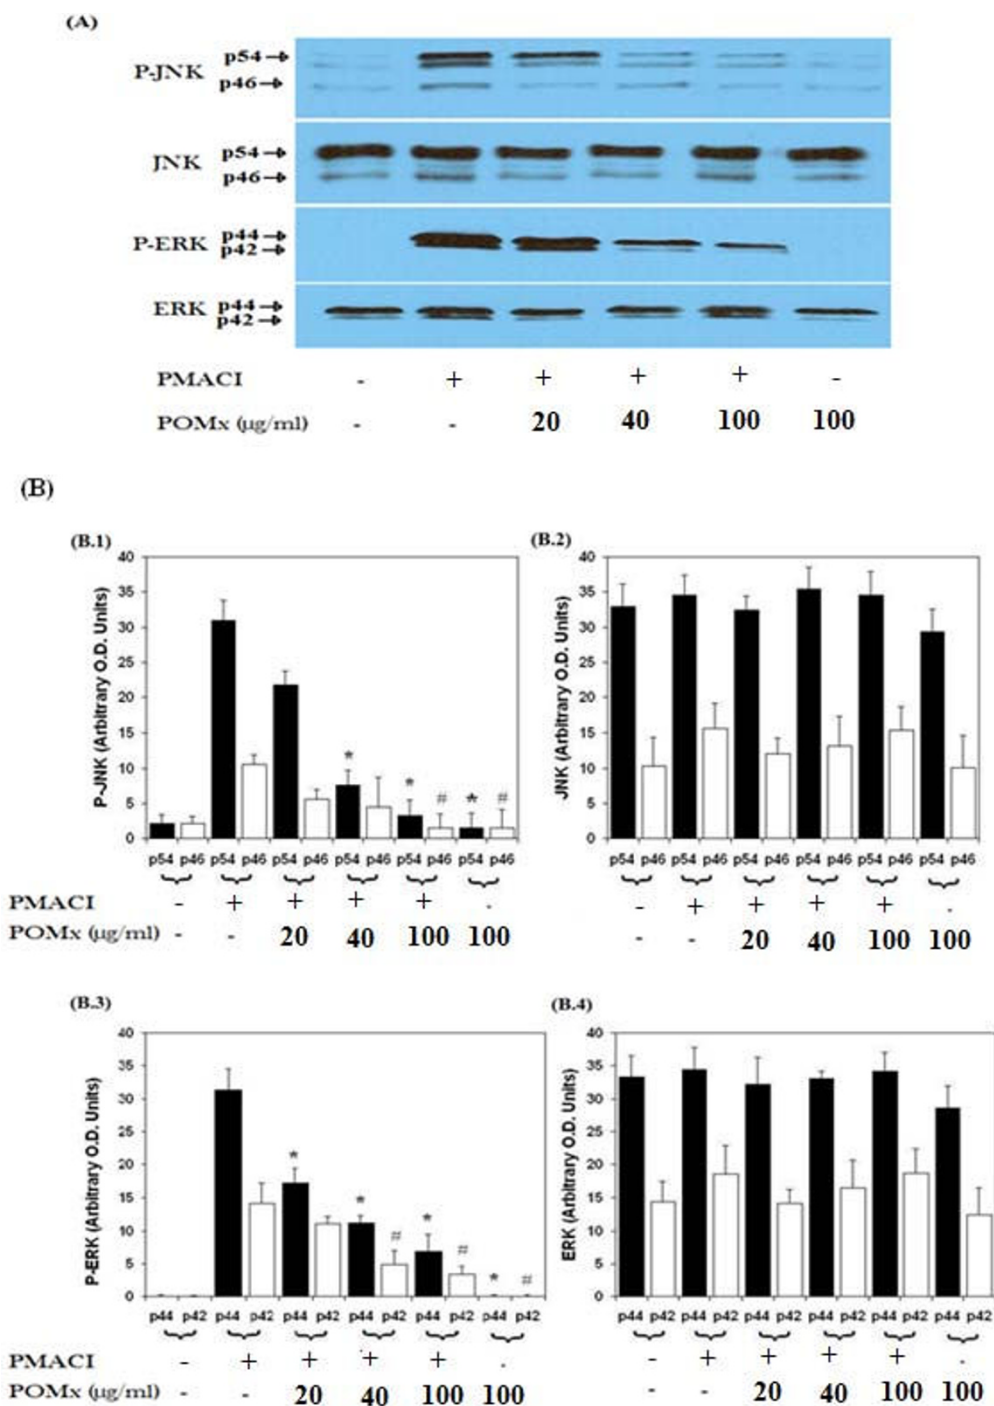 (A)
P-JNK p54
p46
JNK p54
p46
P-ERK p44
p42
ERK p44
p42
PMACI - + + + + -
POMx (μg/ml) - - 20 40 100 100
(B)
(B.1)
P-JNK (Arbitrary O.D. Units)
40
35
30
25
20
15
10
5
0
* * # * #
p54 p46 p54 p46 p54 p46 p54 p46 p54 p46 p54 p46
PMACI - + + + + -
POMx (μg/ml) - - 20 40 100 100
(B.2)
JNK (Arbitrary O.D. Units)
40
35
30
25
20
15
10
5
0
p54 p46 p54 p46 p54 p46 p54 p46 p54 p46 p54 p46
- + + + + -
- - 20 40 100 100
(B.3)
P-ERK (Arbitrary O.D. Units)
40
35
30
25
20
15
10
5
0
* * # * # * #
p44 p42 p44 p42 p44 p42 p44 p42 p44 p42 p44 p42
PMACI - + + + + -
POMx (μg/ml) - - 20 40 100 100
(B.4)
ERK (Arbitrary O.D. Units)
40
35
30
25
20
15
10
5
0
p44 p42 p44 p42 p44 p42 p44 p42 p44 p42 p44 p42
- + + + + -
- - 20 40 100 100